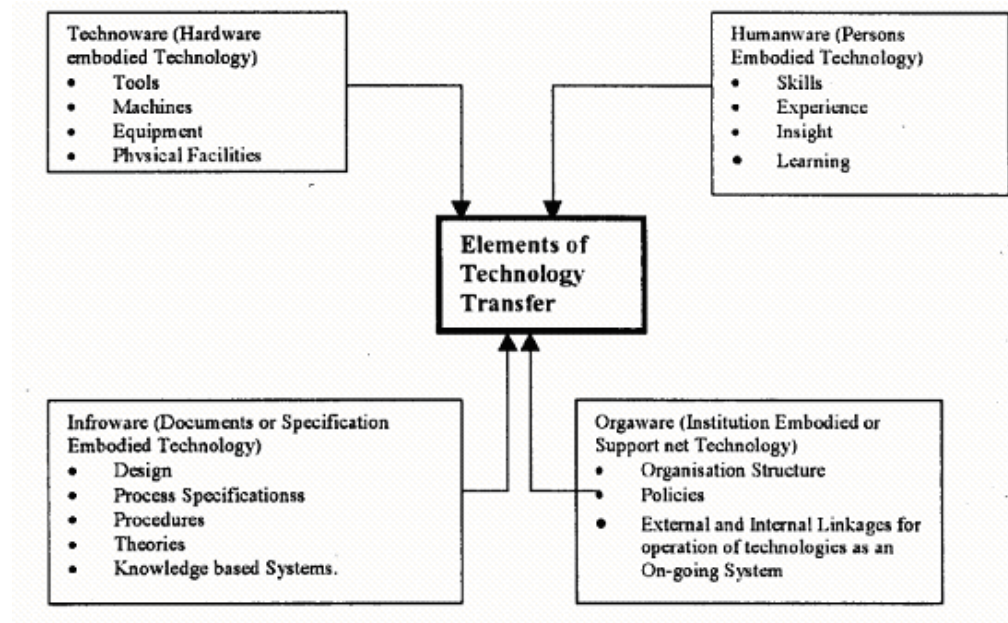 Technoware (Hardware
embodied Technology)
• Tools
• Machines
• Equipment
• Physical Facilities
Humanware (Persons
Embodied Technology)
• Skills
• Experience
• Insight
• Learning
Elements of
Technology
Transfer
Infroware (Documents or Specification
Embodied Technology)
• Design
• Process Specificationss
• Procedures
• Theories
• Knowledge based Systems.
Orgaware (Institution Embodied or
Support net Technology)
• Organisation Structure
• Policies
• External and Internal Linkages for
operation of technologies as an
On-going System